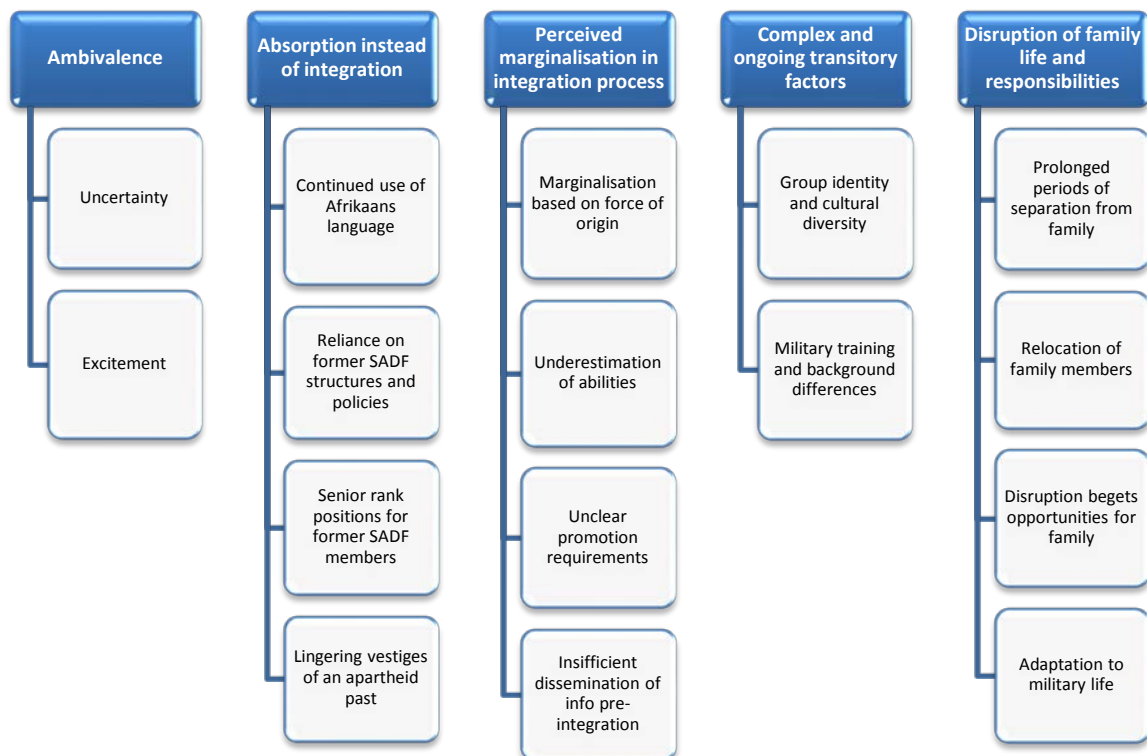 Ambivalence
Uncertainty
Excitement
Absorption instead
of integration
Continued use of
Afrikaans
language
Reliance on
former SADF
structures and
policies
Senior rank
positions for
former SADF
members
Lingering vestiges
of an apartheid
past
Perceived
marginalisation in
integration process
Marginalisation
based on force of
origin
Underestimation
of abilities
Unclear
promotion
requirements
Insufficient
dissemination of
info pre-
integration
Complex and
ongoing transitory
factors
Group identity
and cultural
diversity
Military training
and background
differences
Disruption of family
life and
responsibilities
Prolonged
periods of
separation from
family
Relocation of
family members
Disruption begets
opportunities for
family
Adaptation to
military life